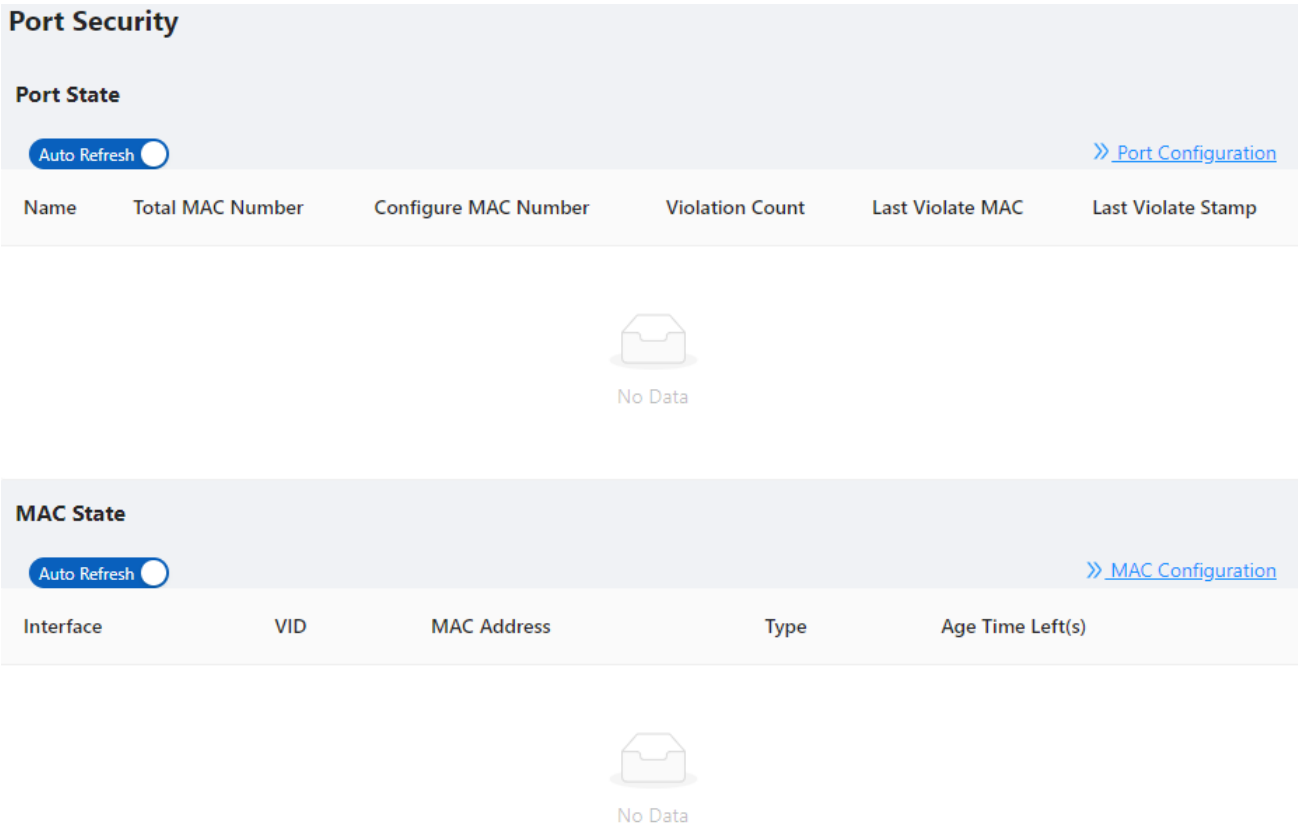 Port Security
Port State
Auto Refresh
Port Configuration
Name Total MAC Number Configure MAC Number Violation Count Last Violate MAC Last Violate Stamp
No Data
MAC State
Auto Refresh
MAC Configuration
Interface VID MAC Address Type Age Time Left(s)
No Data